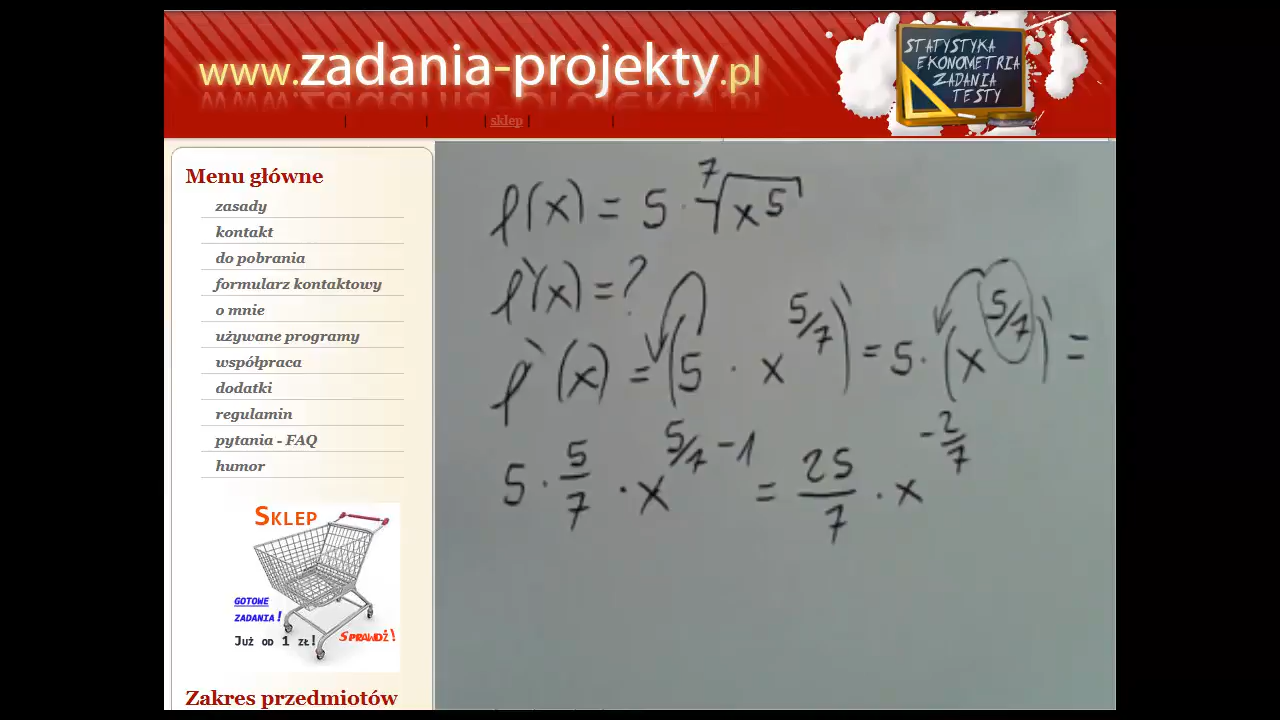 www.zadania-projekty.pl
STATYSTYKA
EKONOMETRIA
ZADANIA
TESTY
sklep
Menu główne
zasady
kontakt
do pobrania
formularz kontaktowy
o mnie
używane programy
współpraca
dodatki
regulamin
pytania - FAQ
humor
SKLEP
GOTOWE
ZADANIA!
JUŻ OD 1 ZŁ!
SPRAWDŹ!
Zakres przedmiotów
f(x) = 5 · ⁷√x⁵
f`(x) = ?
f`(x) = (5 · x^5/7)` = 5 · (x^5/7)` =
5 · 5/7 · x^5/7 - 1 = 25/7 · x^-2/7